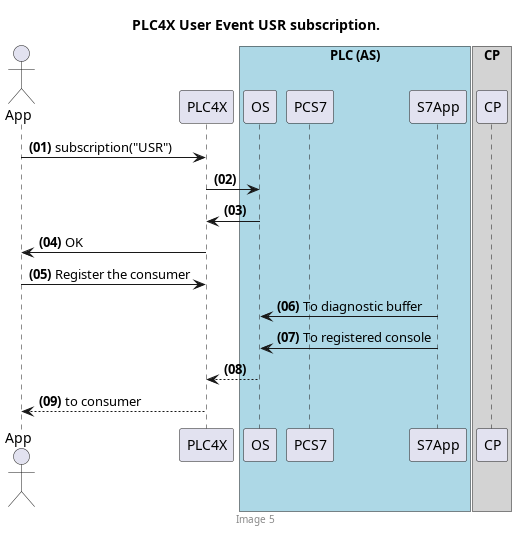 PLC4X User Event USR subscription.
PLC (AS)
CP
App
PLC4X
OS
PCS7
S7App
CP
(01) subscription("USR")
(02)
(03)
(04) OK
(05) Register the consumer
(06) To diagnostic buffer
(07) To registered console
(08)
(09) to consumer
App
PLC4X
OS
PCS7
S7App
CP
Image 5